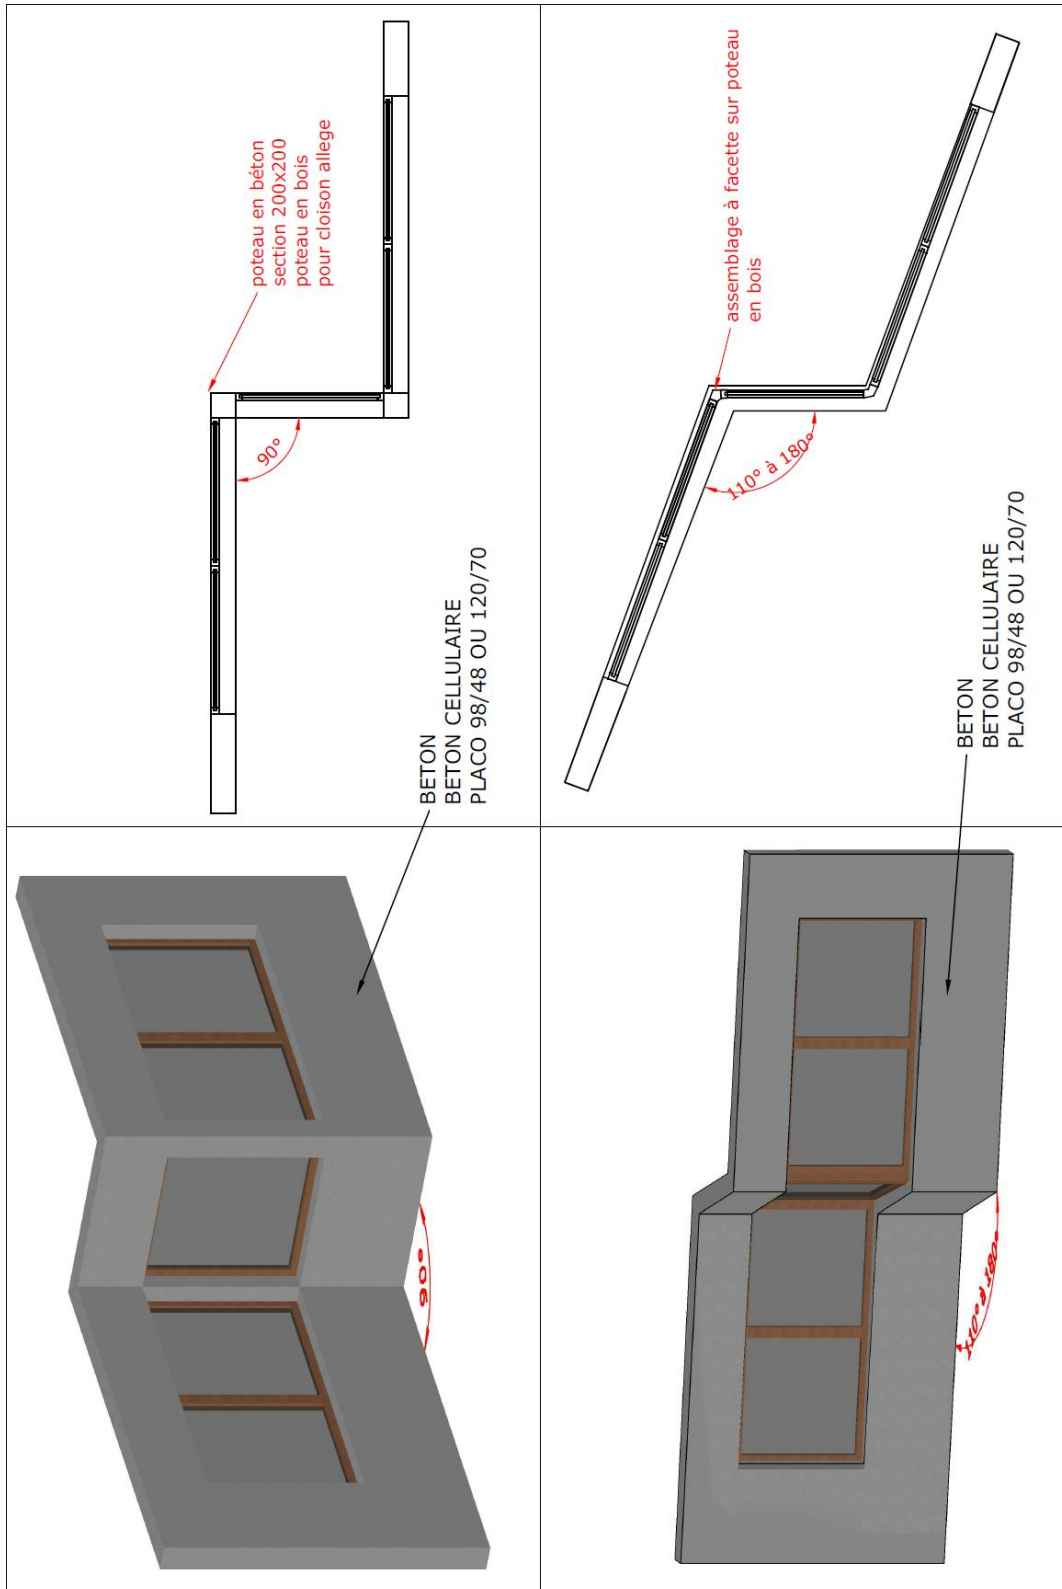 poteau en béton
section 200x200
poteau en bois
pour cloison allege
90°
BETON
BETON CELLULAIRE
PLACO 98/48 OU 120/70
assemblage à facette sur poteau
en bois
110° à 180°
BETON
BETON CELLULAIRE
PLACO 98/48 OU 120/70
90°
110° à 180°